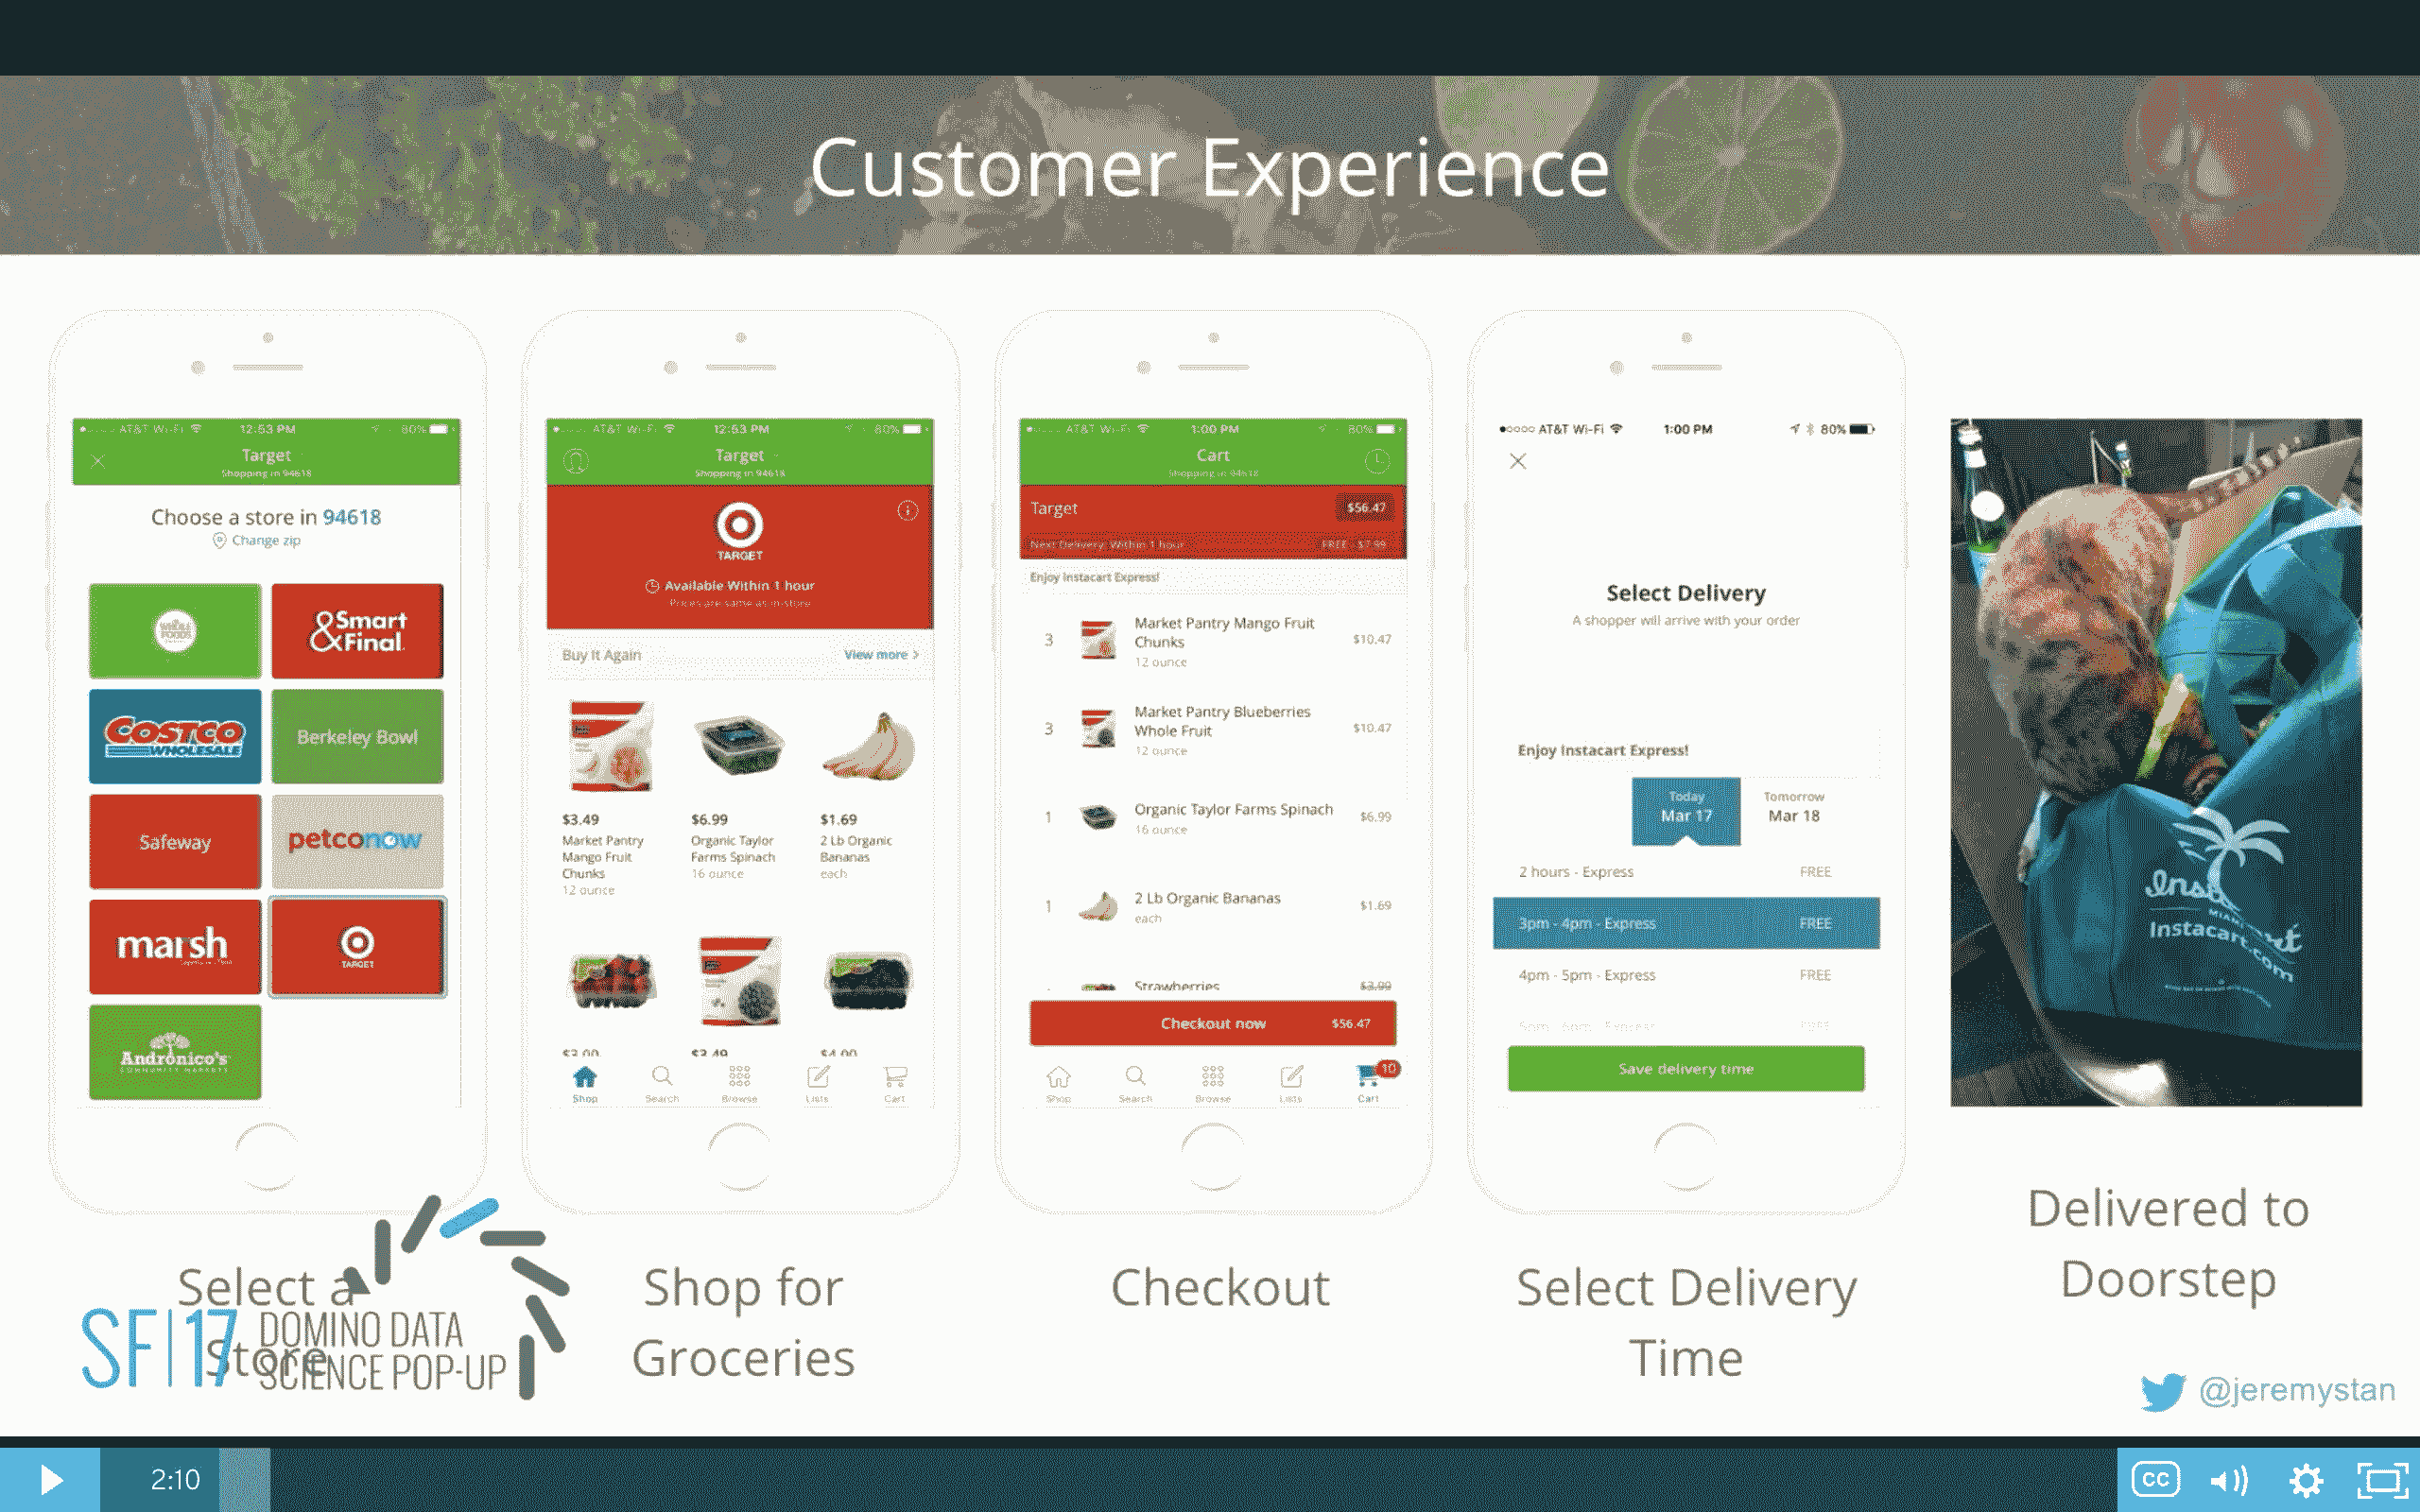 Customer Experience
AT&T Wi-Fi 12:53 PM 80%
Target
Shopping in 94618
Choose a store in 94618
Change zip
WHOLE FOODS
Smart
&Final.
COSTCO
WHOLESALE
Berkeley Bowl
Safeway
petconow
marsh
TARGET
Andronico's
COMMUNITY MARKETS
AT&T Wi-Fi 12:53 PM 80%
Target
Shopping in 94618
TARGET
Available Within 1 hour
Prices are same as in-store
Buy It Again View more >
$3.49 $6.99 $1.69
Market Pantry Organic Taylor 2 Lb Organic
Mango Fruit Farms Spinach Bananas
Chunks 16 ounce each
12 ounce
Shop Search Browse Lists Cart
AT&T Wi-Fi 1:00 PM 80%
Cart
Shopping in 94618
Target $56.47
Next Delivery: Within 1 hour FREE - $7.99
Enjoy Instacart Express!
3 Market Pantry Mango Fruit Chunks $10.47
12 ounce
3 Market Pantry Blueberries Whole Fruit $10.47
12 ounce
1 Organic Taylor Farms Spinach $6.99
16 ounce
1 2 Lb Organic Bananas $1.69
each
Strawberries $3.99
Checkout now $56.47
10
Shop Search Browse Lists Cart
AT&T Wi-Fi 1:00 PM 80%
Select Delivery
A shopper will arrive with your order
Enjoy Instacart Express!
Today Tomorrow
Mar 17 Mar 18
2 hours - Express FREE
3pm - 4pm - Express FREE
4pm - 5pm - Express FREE
5pm - 6pm - Express FREE
Save delivery time
Instacart.com
Select a
Store
Shop for
Groceries
Checkout
Select Delivery
Time
Delivered to
Doorstep
SF|17 DOMINO DATA
SCIENCE POP-UP
@jeremystan
2:10
CC